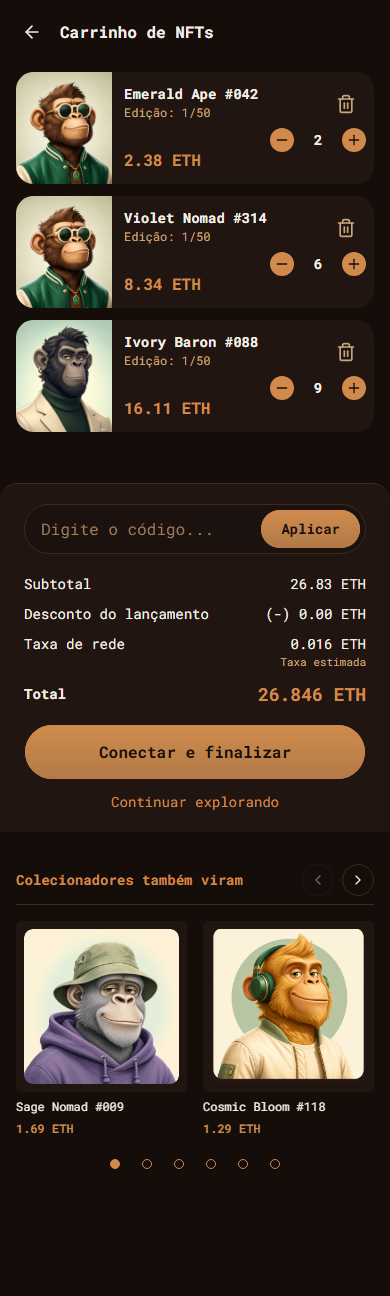 Carrinho de NFTs
Emerald Ape #042
Edição: 1/50
2
2.38 ETH
Violet Nomad #314
Edição: 1/50
6
8.34 ETH
Ivory Baron #088
Edição: 1/50
9
16.11 ETH
Digite o código...
Aplicar
Subtotal 26.83 ETH
Desconto do lançamento (-) 0.00 ETH
Taxa de rede 0.016 ETH
Taxa estimada
Total 26.846 ETH
Conectar e finalizar
Continuar explorando
Colecionadores também viram
Sage Nomad #009
1.69 ETH
Cosmic Bloom #118
1.29 ETH